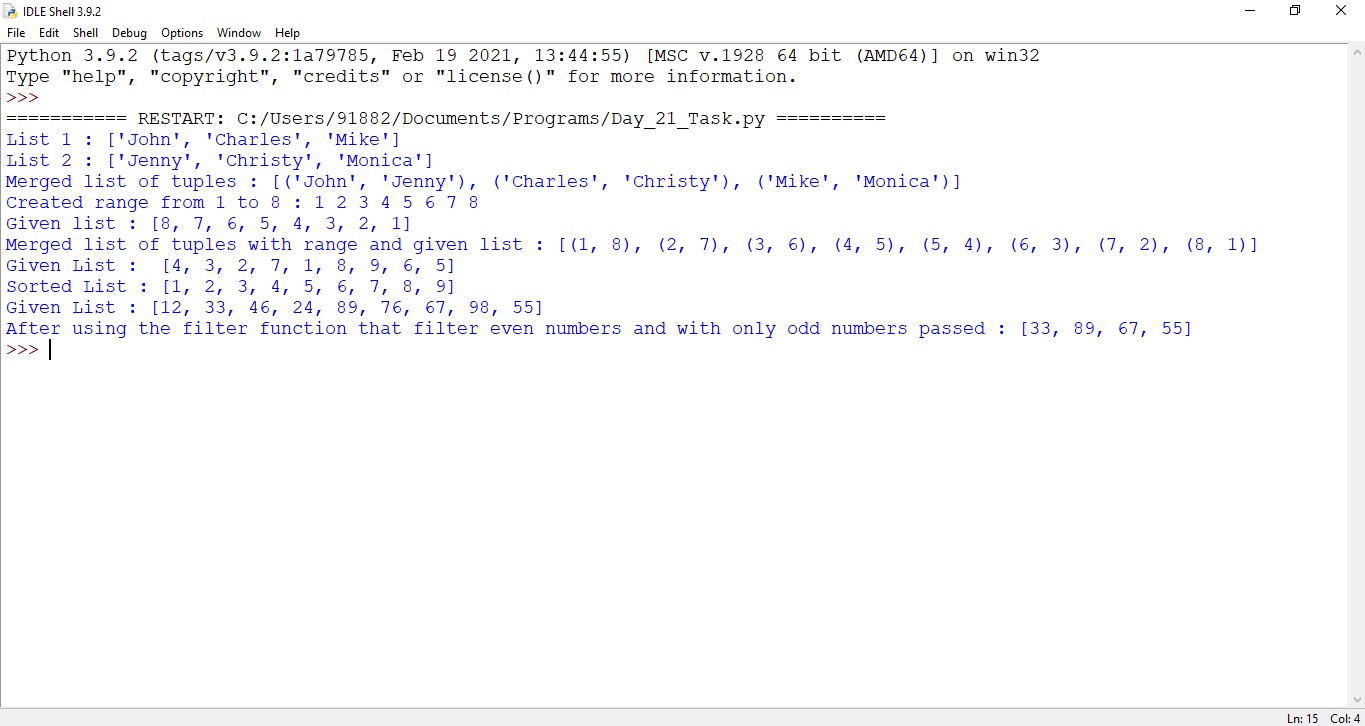 IDLE Shell 3.9.2
File Edit Shell Debug Options Window Help
Python 3.9.2 (tags/v3.9.2:1a79785, Feb 19 2021, 13:44:55) [MSC v.1928 64 bit (AMD64)] on win32
Type "help", "copyright", "credits" or "license()" for more information.
>>>
=========== RESTART: C:/Users/91882/Documents/Programs/Day_21_Task.py ==========
List 1 : ['John', 'Charles', 'Mike']
List 2 : ['Jenny', 'Christy', 'Monica']
Merged list of tuples : [('John', 'Jenny'), ('Charles', 'Christy'), ('Mike', 'Monica')]
Created range from 1 to 8 : 1 2 3 4 5 6 7 8
Given list : [8, 7, 6, 5, 4, 3, 2, 1]
Merged list of tuples with range and given list : [(1, 8), (2, 7), (3, 6), (4, 5), (5, 4), (6, 3), (7, 2), (8, 1)]
Given List :  [4, 3, 2, 7, 1, 8, 9, 6, 5]
Sorted List : [1, 2, 3, 4, 5, 6, 7, 8, 9]
Given List : [12, 33, 46, 24, 89, 76, 67, 98, 55]
After using the filter function that filter even numbers and with only odd numbers passed : [33, 89, 67, 55]
>>>
Ln: 15 Col: 4